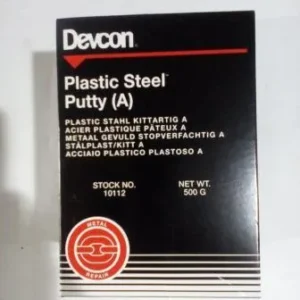 Devcon®
Plastic Steel™
Putty (A)
PLASTIC STAHL KITTARTIG A
ACIER PLASTIQUE PÂTEUX A
METAAL GEVULD STOPVERFACHTIG A
STÅLPLAST/KITT A
ACCIAIO PLASTICO PLASTOSO A
STOCK NO. NET WT.
10112 500 G
METAL
REPAIR